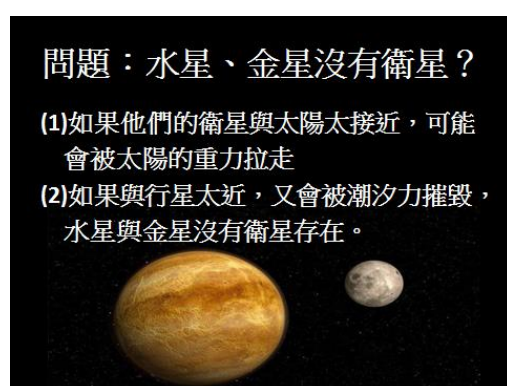 問題：水星、金星沒有衛星？
(1)如果他們的衛星與太陽太接近，可能
會被太陽的重力拉走
(2)如果與行星太近，又會被潮汐力摧毀，
水星與金星沒有衛星存在。